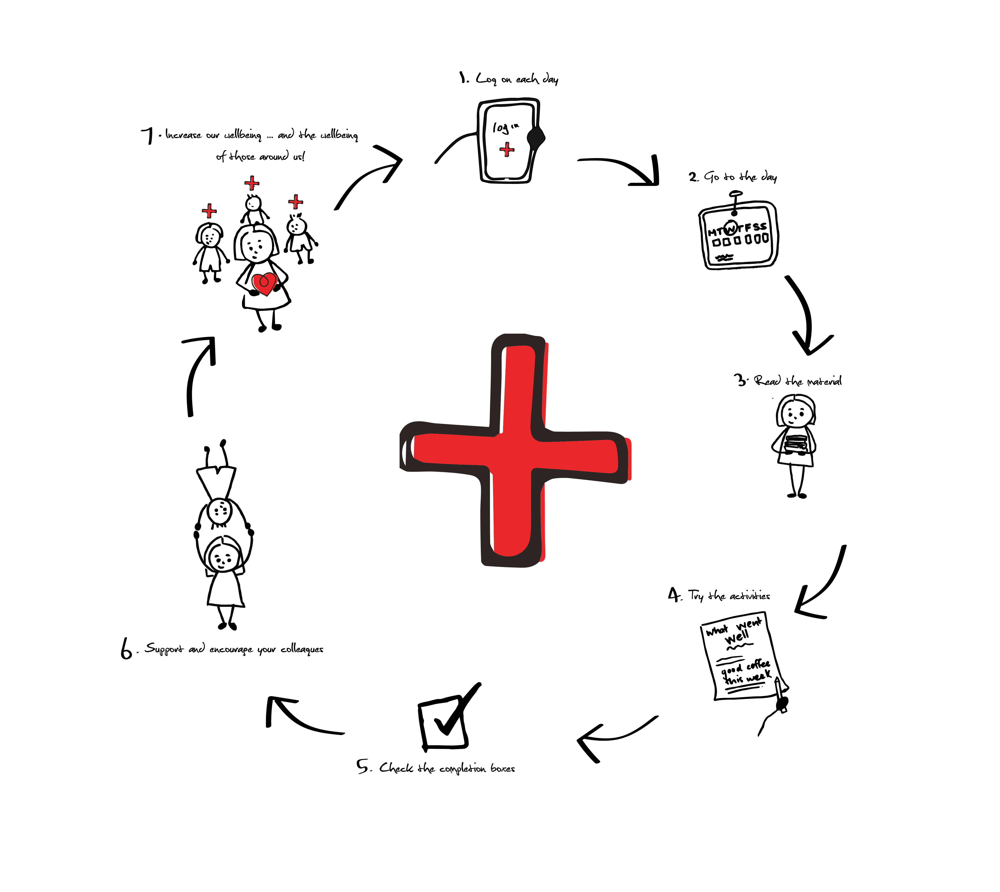 1. Log on each day
log in
2. Go to the day
MTWTFSS
3. Read the material
4. Try the activities
what went
well
good coffee
this week
5. Check the completion boxes
6. Support and encourage your colleagues
7. Increase our wellbeing ... and the wellbeing
of those around us!